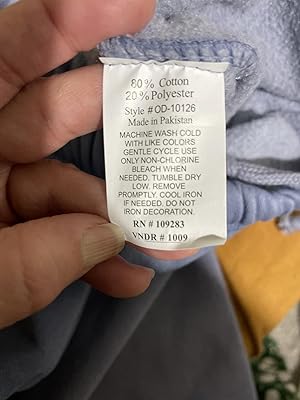 80% Cotton
20% Polyester
Style #OD-10126
Made in Pakistan
MACHINE WASH COLD
WITH LIKE COLORS
GENTLE CYCLE USE
ONLY NON-CHLORINE
BLEACH WHEN
NEEDED. TUMBLE DRY
LOW. REMOVE
PROMPTLY. COOL IRON
IF NEEDED. DO NOT
IRON DECORATION.
RN # 109283
VNDR # 1009